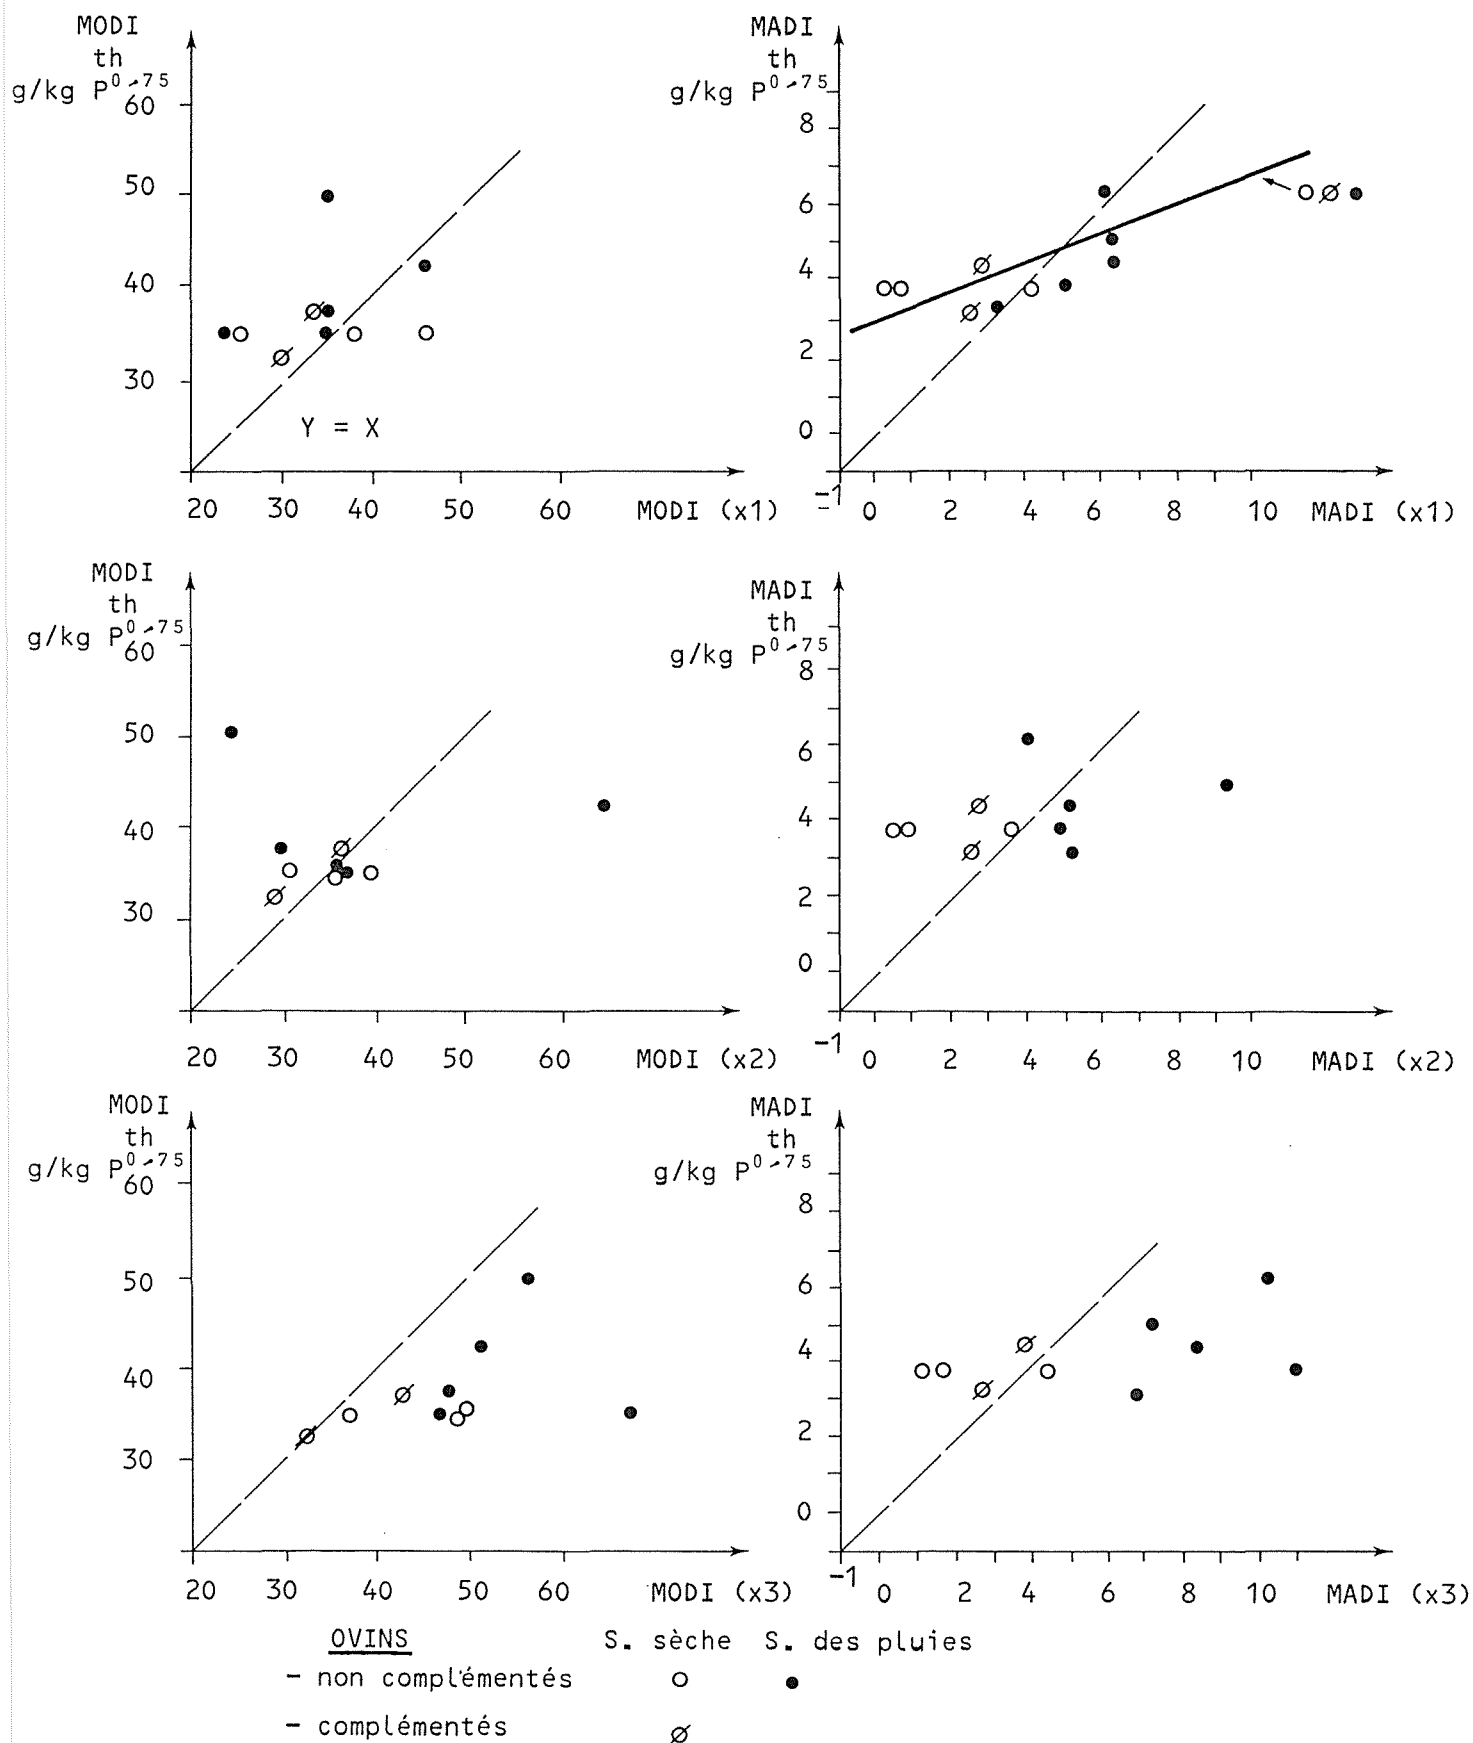 MODI
th
g/kg P0,75
60
50
40
30
Y = X
20 30 40 50 60 MODI (x1)
MADI
th
g/kg P0,75
8
6
4
2
0
-1 0 2 4 6 8 10 MADI (x1)
MODI
th
g/kg P0,75
60
50
40
30
20 30 40 50 60 MODI (x2)
MADI
th
g/kg P0,75
8
6
4
2
0
-1 0 2 4 6 8 10 MADI (x2)
MODI
th
g/kg P0,75
60
50
40
30
20 30 40 50 60 MODI (x3)
MADI
th
g/kg P0,75
8
6
4
2
0
-1 0 2 4 6 8 10 MADI (x3)
OVINS S. sèche S. des pluies
- non complémentés
- complémentés